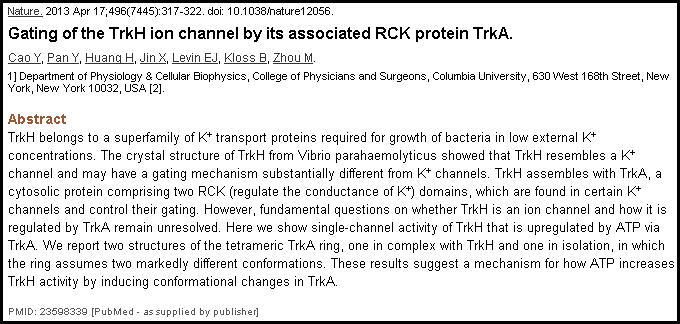 Nature. 2013 Apr 17;496(7445):317-322. doi: 10.1038/nature12056.
Gating of the TrkH ion channel by its associated RCK protein TrkA.
Cao Y, Pan Y, Huang H, Jin X, Levin EJ, Kloss B, Zhou M.
1] Department of Physiology & Cellular Biophysics, College of Physicians and Surgeons, Columbia University, 630 West 168th Street, New
York, New York 10032, USA [2].
Abstract
TrkH belongs to a superfamily of K⁺ transport proteins required for growth of bacteria in low external K⁺
concentrations. The crystal structure of TrkH from Vibrio parahaemolyticus showed that TrkH resembles a K⁺
channel and may have a gating mechanism substantially different from K⁺ channels. TrkH assembles with TrkA, a
cytosolic protein comprising two RCK (regulate the conductance of K⁺) domains, which are found in certain K⁺
channels and control their gating. However, fundamental questions on whether TrkH is an ion channel and how it is
regulated by TrkA remain unresolved. Here we show single-channel activity of TrkH that is upregulated by ATP via
TrkA. We report two structures of the tetrameric TrkA ring, one in complex with TrkH and one in isolation, in which
the ring assumes two markedly different conformations. These results suggest a mechanism for how ATP increases
TrkH activity by inducing conformational changes in TrkA.
PMID: 23598339 [PubMed - as supplied by publisher]